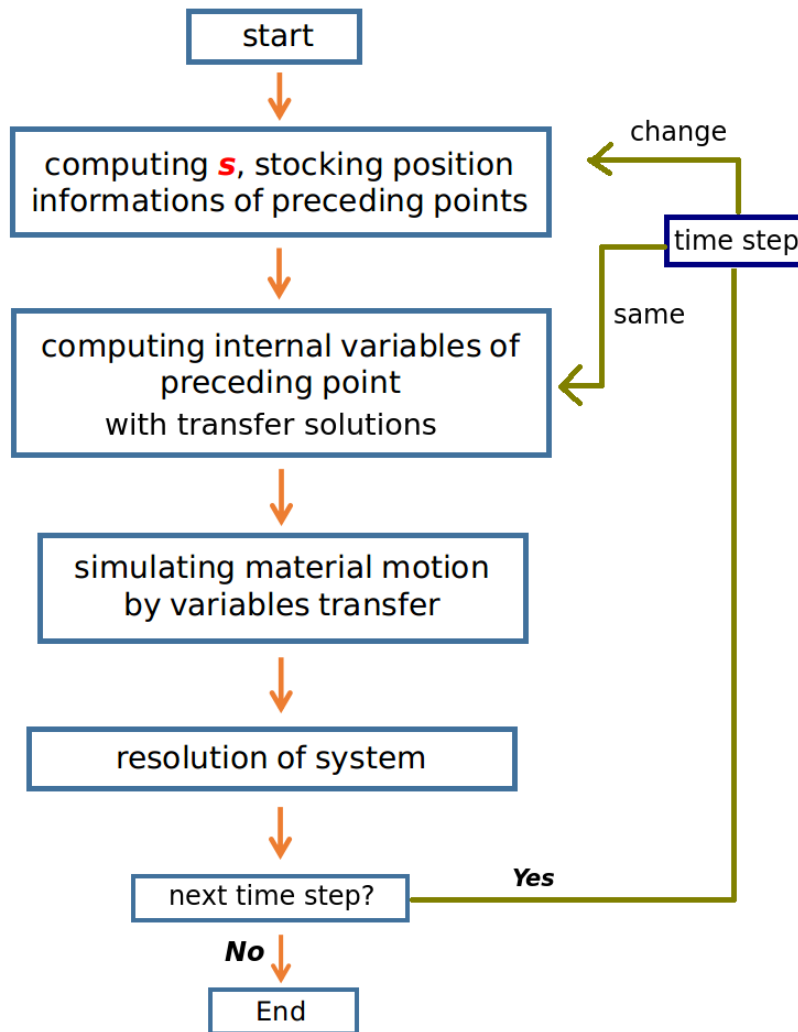 start
computing s, stocking position
informations of preceding points
change
time step
same
computing internal variables of
preceding point
with transfer solutions
simulating material motion
by variables transfer
resolution of system
next time step?
Yes
No
End